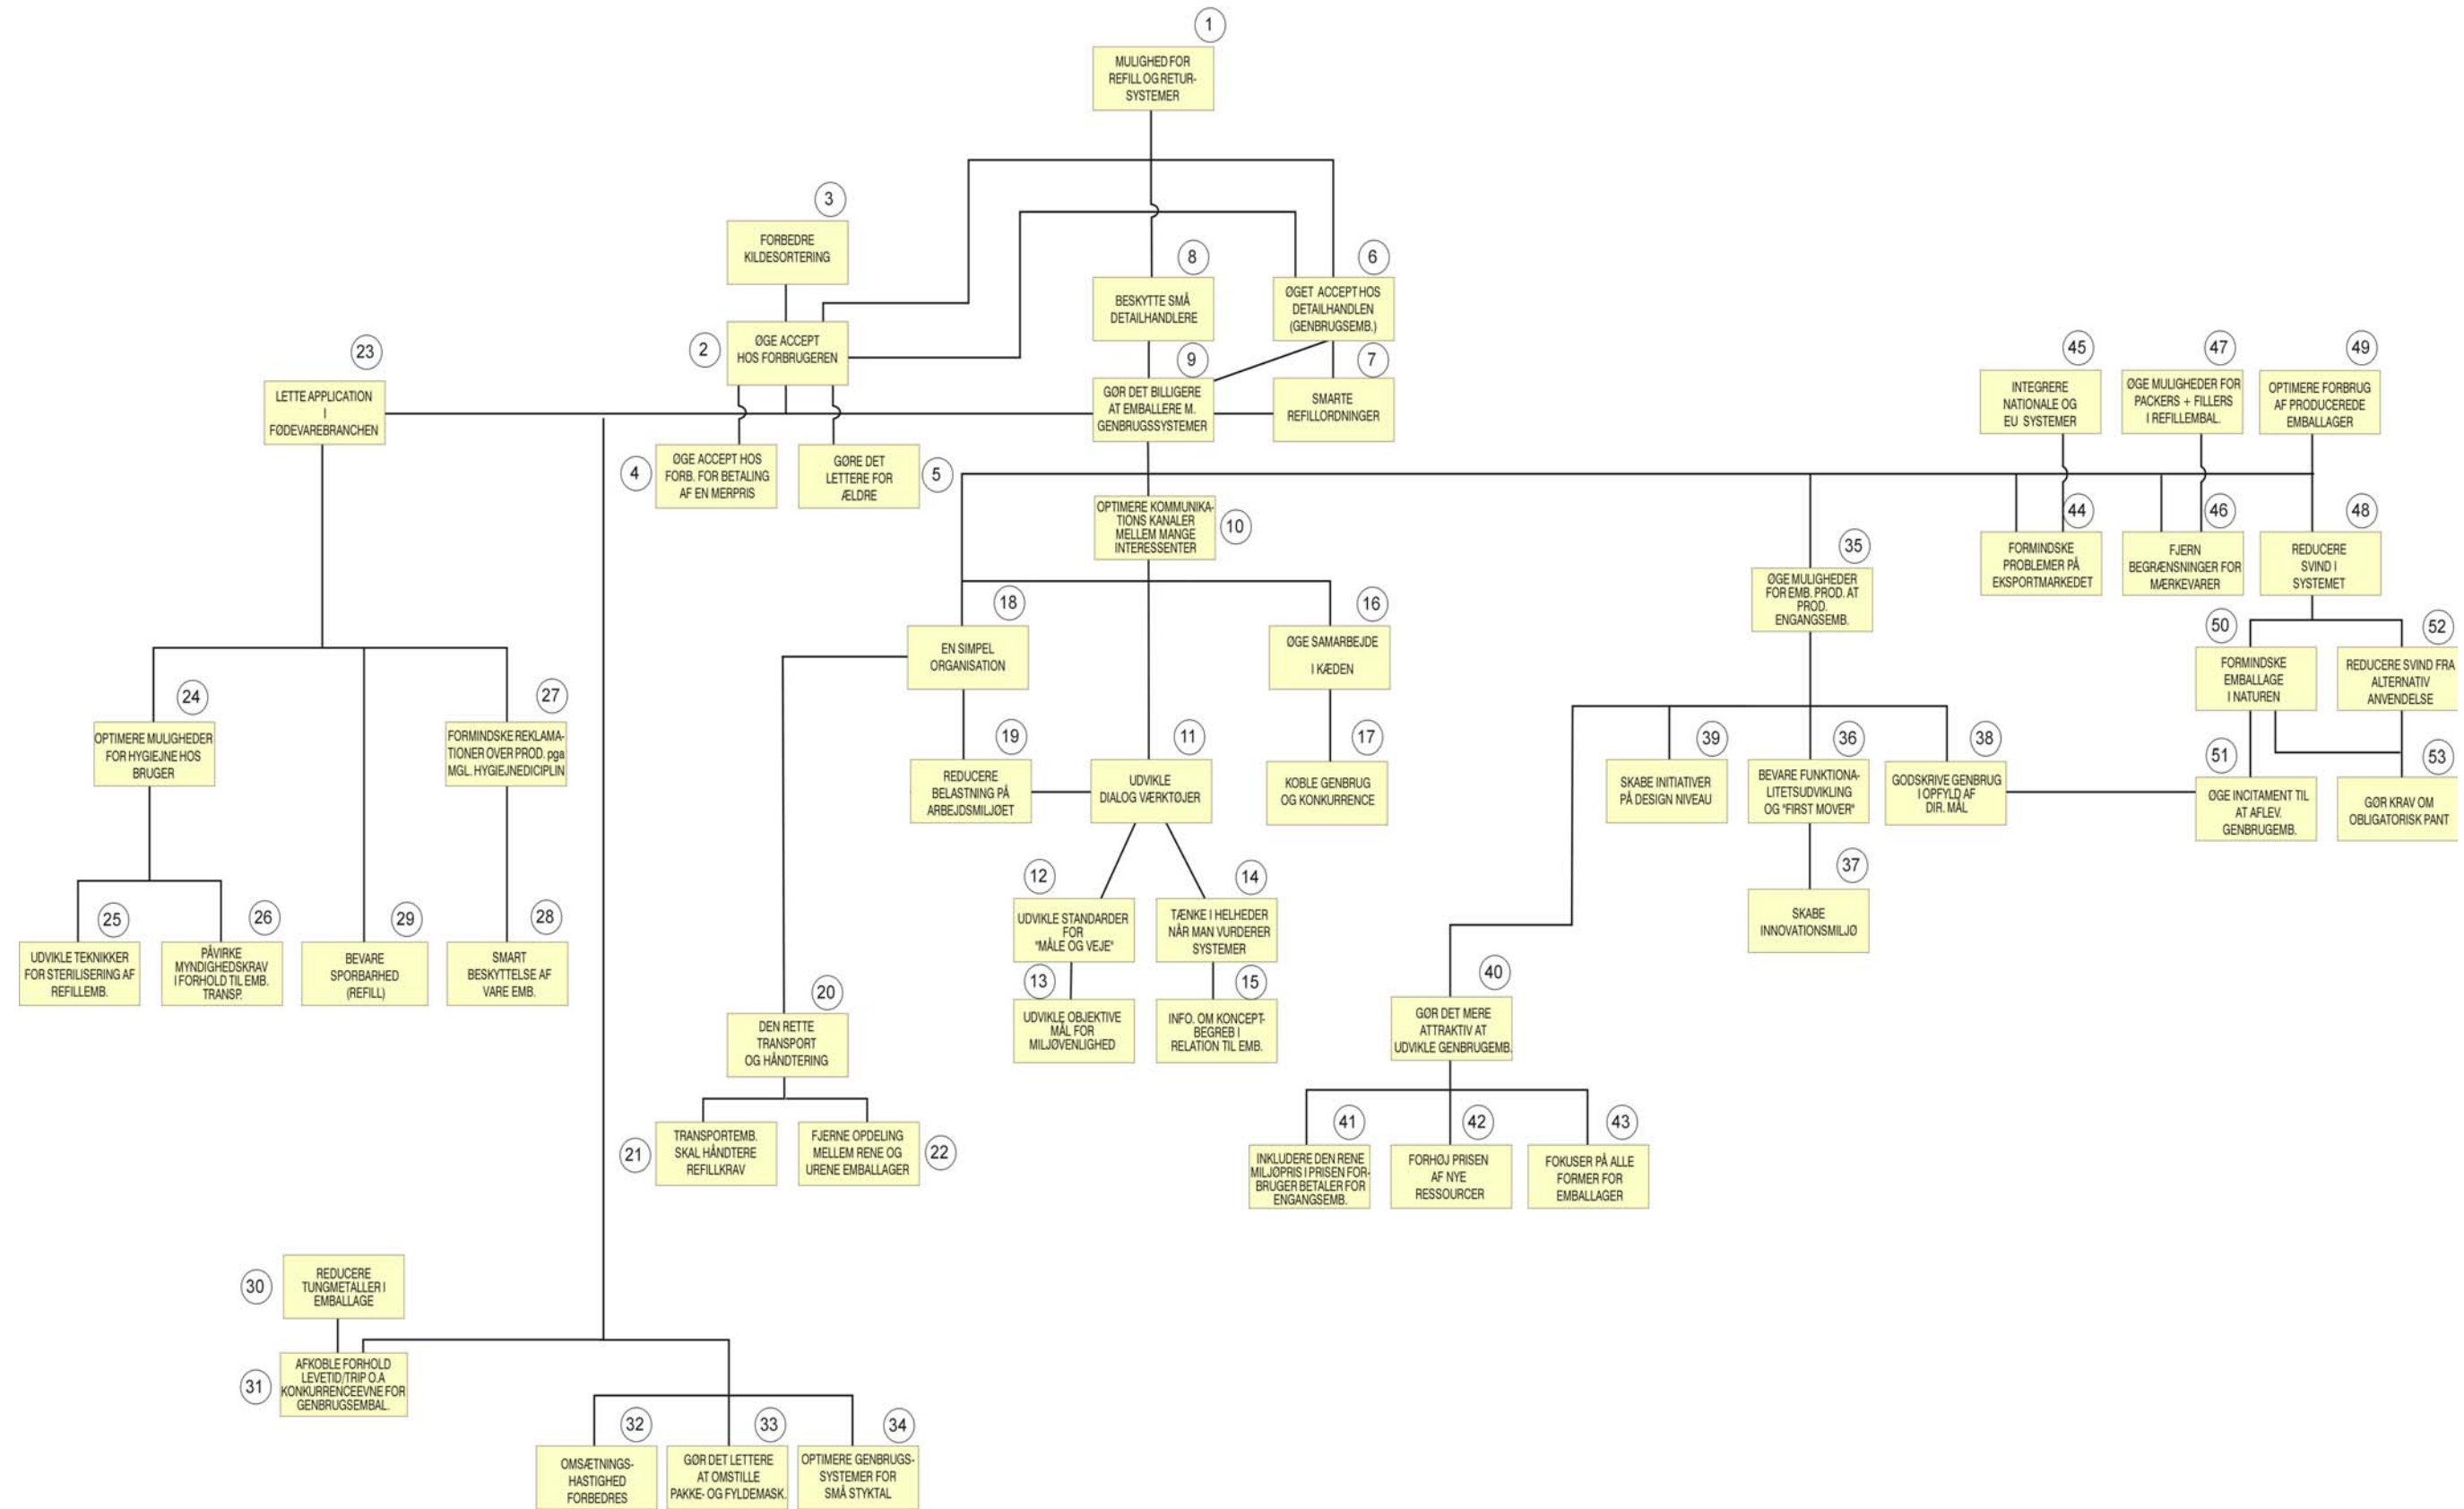 1
MULIGHED FOR
REFILL OG RETUR-
SYSTEMER
3
FORBEDRE
KILDESORTERING
8
BESKYTTE SMÅ
DETAILHANDLERE
6
ØGET ACCEPT HOS
DETAILHANDLEN
(GENBRUGSEMB.)
2
ØGE ACCEPT
HOS FORBRUGEREN
23
LETTE APPLICATION
I
FØDEVAREBRANCHEN
9
GØR DET BILLIGERE
AT EMBALLERE M.
GENBRUGSSYSTEMER
7
SMARTE
REFILLORDNINGER
45
INTEGRERE
NATIONALE OG
EU SYSTEMER
47
ØGE MULIGHEDER FOR
PACKERS + FILLERS
I REFILLEMBAL.
49
OPTIMERE FORBRUG
AF PRODUCEREDE
EMBALLAGER
4
ØGE ACCEPT HOS
FORB. FOR BETALING
AF EN MERPRIS
5
GØRE DET
LETTERE FOR
ÆLDRE
10
OPTIMERE KOMMUNIKA-
TIONS KANALER
MELLEM MANGE
INTERESSENTER
44
FORMINDSKE
PROBLEMER PÅ
EKSPORTMARKEDET
46
FJERN
BEGRÆNSNINGER FOR
MÆRKEVARER
48
REDUCERE
SVIND I
SYSTEMET
35
ØGE MULIGHEDER
FOR EMB. PROD. AT
PROD.
ENGANGSEMB.
18
EN SIMPEL
ORGANISATION
16
ØGE SAMARBEJDE
I KÆDEN
50
FORMINDSKE
EMBALLAGE
I NATUREN
52
REDUCERE SVIND FRA
ALTERNATIV
ANVENDELSE
24
OPTIMERE MULIGHEDER
FOR HYGIEJNE HOS
BRUGER
27
FORMINDSKE REKLAMA-
TIONER OVER PROD. pga
MGL. HYGIEJNEDICIPLIN
19
REDUCERE
BELASTNING PÅ
ARBEJDSMILJØET
11
UDVIKLE
DIALOG VÆRKTØJER
17
KOBLE GENBRUG
OG KONKURRENCE
39
SKABE INITIATIVER
PÅ DESIGN NIVEAU
36
BEVARE FUNKTIONA-
LITETSUDVIKLING
OG "FIRST MOVER"
38
GODSKRIVE GENBRUG
I OPFYLD AF
DIR. MÅL
51
ØGE INCITAMENT TIL
AT AFLEV.
GENBRUGEMB.
53
GØR KRAV OM
OBLIGATORISK PANT
12
UDVIKLE STANDARDER
FOR
"MÅLE OG VEJE"
14
TÆNKE I HELHEDER
NÅR MAN VURDERER
SYSTEMER
37
SKABE
INNOVATIONSMILJØ
25
UDVIKLE TEKNIKKER
FOR STERILISERING AF
REFILLEMB.
26
PÅVIRKE
MYNDIGHEDSKRAV
I FORHOLD TIL EMB.
TRANSP.
29
BEVARE
SPORBARHED
(REFILL)
28
SMART
BESKYTTELSE AF
VARE EMB.
13
UDVIKLE OBJEKTIVE
MÅL FOR
MILJØVENLIGHED
15
INFO. OM KONCEPT-
BEGREB I
RELATION TIL EMB.
20
DEN RETTE
TRANSPORT
OG HÅNDTERING
40
GØR DET MERE
ATTRAKTIV AT
UDVIKLE GENBRUGEMB.
21
TRANSPORTEMB.
SKAL HÅNDTERE
REFILLKRAV
22
FJERNE OPDELING
MELLEM RENE OG
URENE EMBALLAGER
41
INKLUDERE DEN RENE
MILJØPRIS I PRISEN FOR-
BRUGER BETALER FOR
ENGANGSEMB.
42
FORHØJ PRISEN
AF NYE
RESSOURCER
43
FOKUSER PÅ ALLE
FORMER FOR
EMBALLAGER
30
REDUCERE
TUNGMETALLER I
EMBALLAGE
31
AFKOBLE FORHOLD
LEVETID/TRIP O.A
KONKURRENCEEVNE FOR
GENBRUGSEMBAL.
32
OMSÆTNINGS-
HASTIGHED
FORBEDRES
33
GØR DET LETTERE
AT OMSTILLE
PAKKE- OG FYLDEMASK.
34
OPTIMERE GENBRUGS-
SYSTEMER FOR
SMÅ STYKTAL